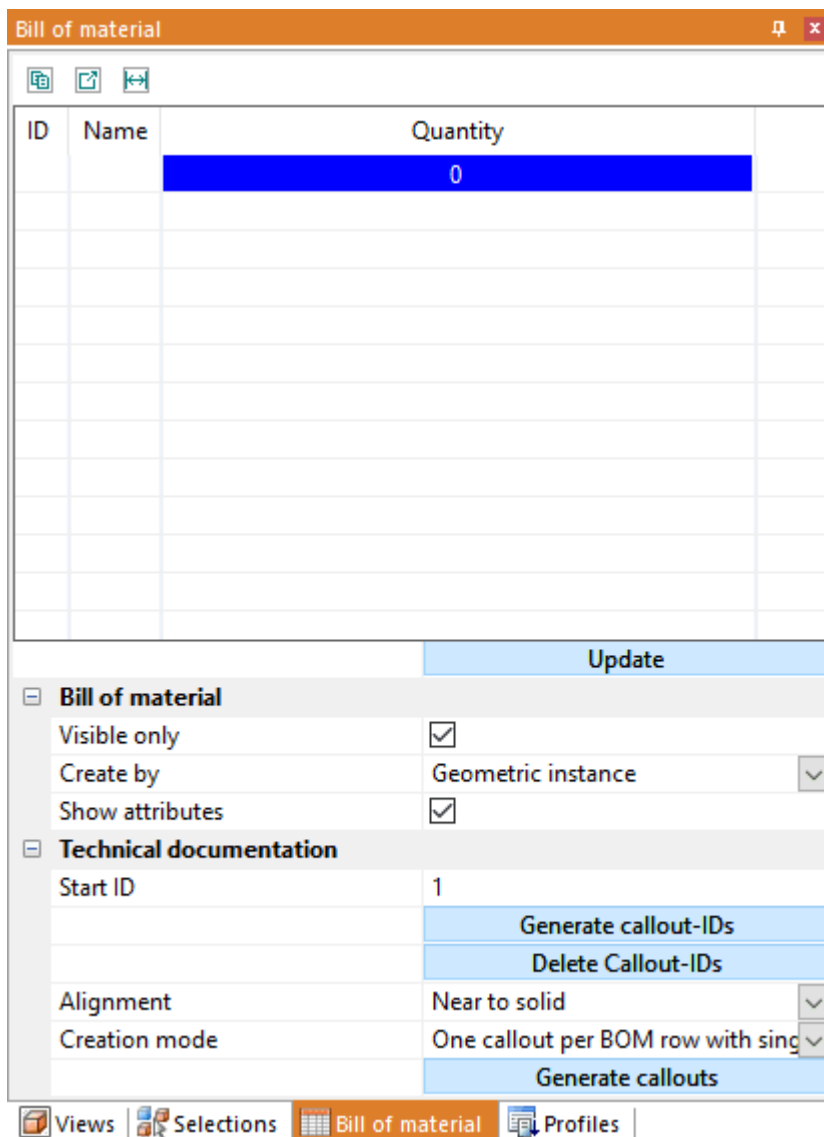 Bill of material
ID Name Quantity
0
Update
Bill of material
Visible only
Create by Geometric instance
Show attributes
Technical documentation
Start ID 1
Generate callout-IDs
Delete Callout-IDs
Alignment Near to solid
Creation mode One callout per BOM row with sing
Generate callouts
Views Selections Bill of material Profiles